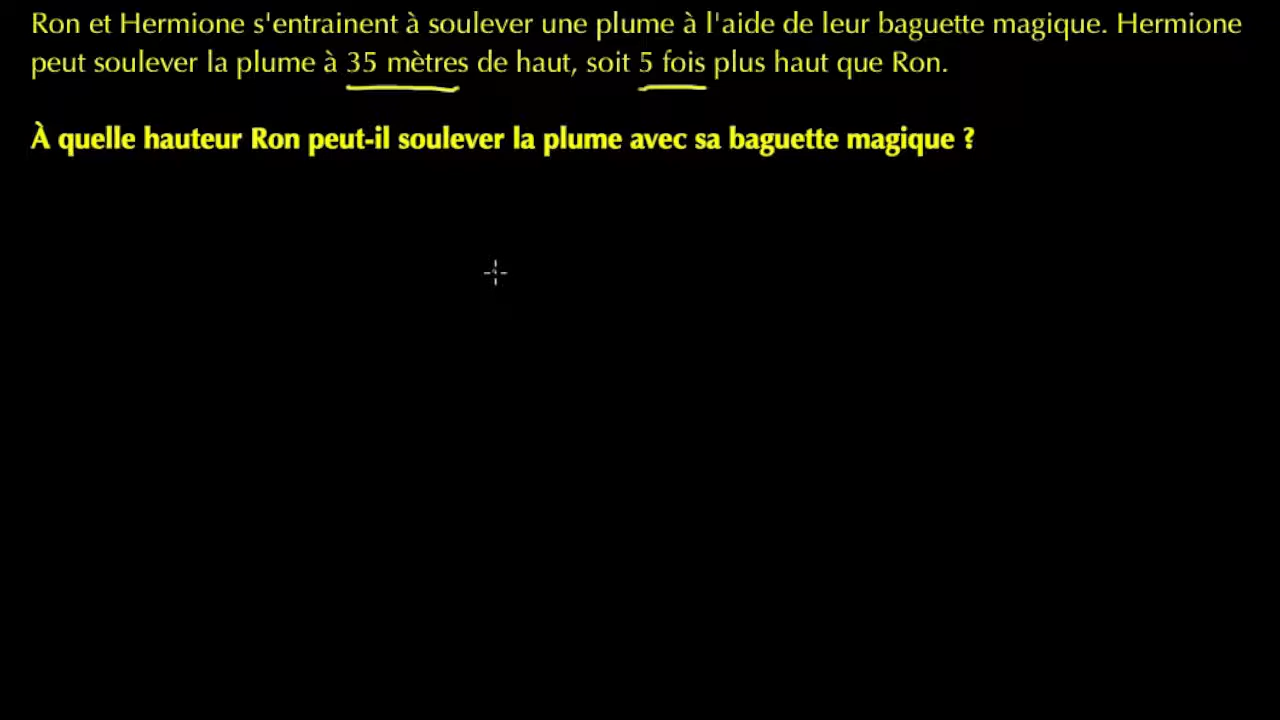 Ron et Hermione s'entrainent à soulever une plume à l'aide de leur baguette magique. Hermione
peut soulever la plume à 35 mètres de haut, soit 5 fois plus haut que Ron.
À quelle hauteur Ron peut-il soulever la plume avec sa baguette magique ?